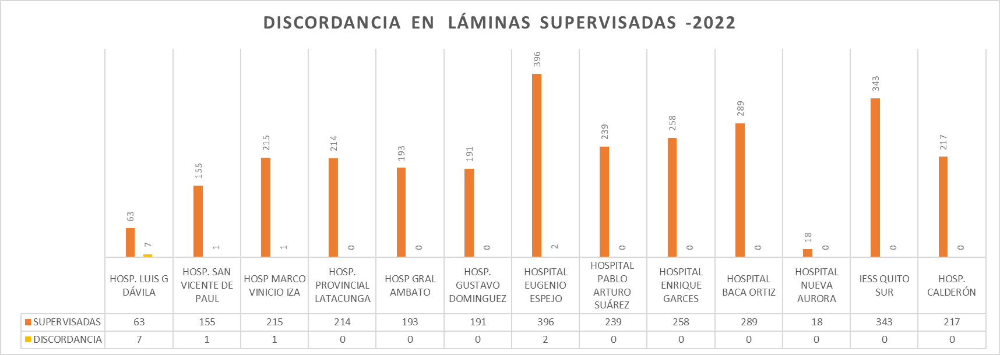 DISCORDANCIA EN LÁMINAS SUPERVISADAS -2022
63
7
155
1
215
1
214
0
193
0
191
0
396
2
239
0
258
0
289
0
18
0
343
0
217
0
HOSP. LUIS G
DÁVILA
HOSP. SAN
VICENTE DE
PAUL
HOSP MARCO
VINICIO IZA
HOSP.
PROVINCIAL
LATACUNGA
HOSP GRAL
AMBATO
HOSP.
GUSTAVO
DOMINGUEZ
HOSPITAL
EUGENIO
ESPEJO
HOSPITAL
PABLO
ARTURO
SUÁREZ
HOSPITAL
ENRIQUE
GARCES
HOSPITAL
BACA ORTIZ
HOSPITAL
NUEVA
AURORA
IESS QUITO
SUR
HOSP.
CALDERÓN
SUPERVISADAS 63 155 215 214 193 191 396 239 258 289 18 343 217
DISCORDANCIA 7 1 1 0 0 0 2 0 0 0 0 0 0